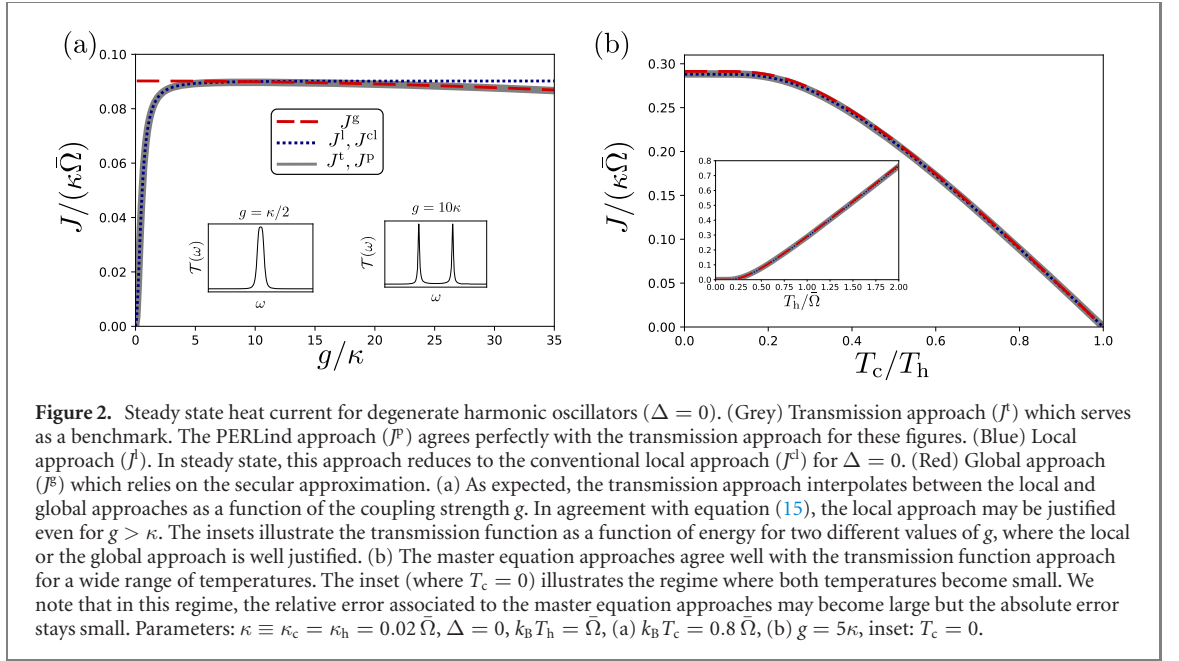 (a)
0.10
0.08
0.06
0.04
0.02
0.00
J/(κΩ̄)
J^g
J^l, J^cl
J^t, J^p
g = κ/2
𝒯(ω)
ω
g = 10κ
𝒯(ω)
ω
0 5 10 15 20 25 30 35
g/κ
(b)
0.30
0.25
0.20
0.15
0.10
0.05
0.00
J/(κΩ̄)
0.8
0.7
0.6
0.5
0.4
0.3
0.2
0.1
0.0
0.00 0.25 0.50 0.75 1.00 1.25 1.50 1.75 2.00
T_h/Ω̄
0.0 0.2 0.4 0.6 0.8 1.0
T_c/T_h
Figure 2. Steady state heat current for degenerate harmonic oscillators (Δ = 0). (Grey) Transmission approach (J^t) which serves
as a benchmark. The PERLind approach (J^p) agrees perfectly with the transmission approach for these figures. (Blue) Local
approach (J^l). In steady state, this approach reduces to the conventional local approach (J^cl) for Δ = 0. (Red) Global approach
(J^g) which relies on the secular approximation. (a) As expected, the transmission approach interpolates between the local and
global approaches as a function of the coupling strength g. In agreement with equation (15), the local approach may be justified
even for g > κ. The insets illustrate the transmission function as a function of energy for two different values of g, where the local
or the global approach is well justified. (b) The master equation approaches agree well with the transmission function approach
for a wide range of temperatures. The inset (where T_c = 0) illustrates the regime where both temperatures become small. We
note that in this regime, the relative error associated to the master equation approaches may become large but the absolute error
stays small. Parameters: κ ≡ κ_c = κ_h = 0.02 Ω̄, Δ = 0, k_B T_h = Ω̄, (a) k_B T_c = 0.8 Ω̄, (b) g = 5κ, inset: T_c = 0.